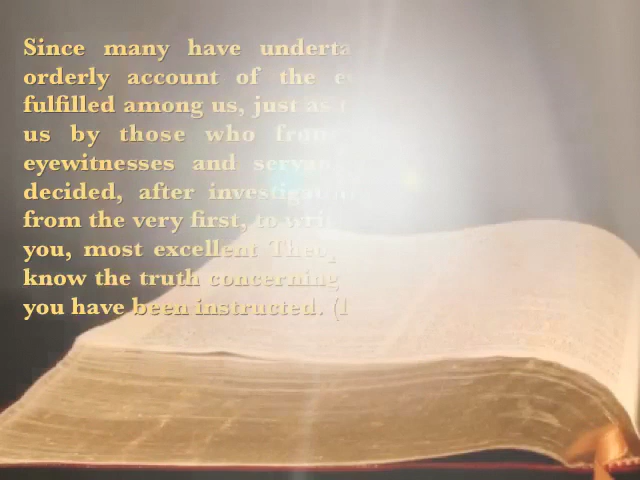 Since many have underta
orderly account of the e
fulfilled among us, just as
us by those who from
eyewitnesses and servan
decided, after investigat
from the very first, to wri
you, most excellent Theop
know the truth concerning
you have been instructed. (